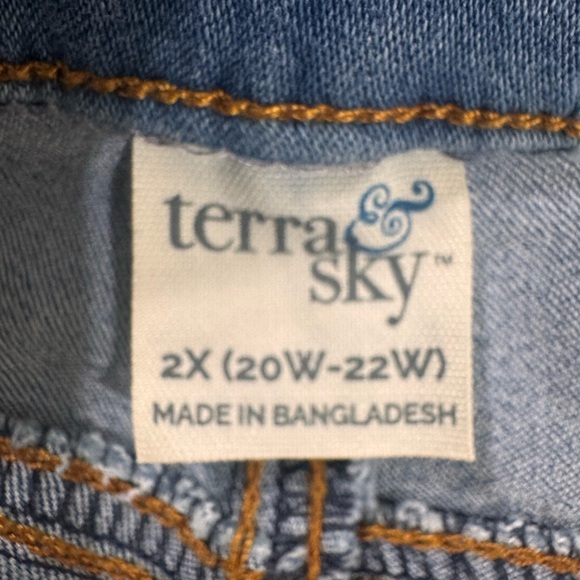 terra &
sky™
2X (20W-22W)
MADE IN BANGLADESH